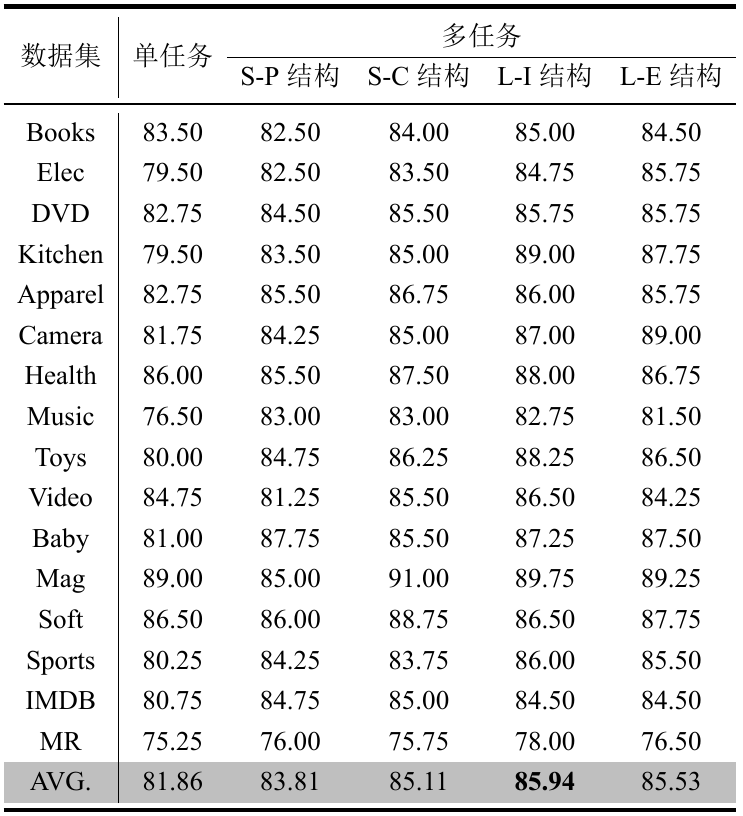 数据集 单任务 多任务
S-P 结构 S-C 结构 L-I 结构 L-E 结构
Books 83.50 82.50 84.00 85.00 84.50
Elec 79.50 82.50 83.50 84.75 85.75
DVD 82.75 84.50 85.50 85.75 85.75
Kitchen 79.50 83.50 85.00 89.00 87.75
Apparel 82.75 85.50 86.75 86.00 85.75
Camera 81.75 84.25 85.00 87.00 89.00
Health 86.00 85.50 87.50 88.00 86.75
Music 76.50 83.00 83.00 82.75 81.50
Toys 80.00 84.75 86.25 88.25 86.50
Video 84.75 81.25 85.50 86.50 84.25
Baby 81.00 87.75 85.50 87.25 87.50
Mag 89.00 85.00 91.00 89.75 89.25
Soft 86.50 86.00 88.75 86.50 87.75
Sports 80.25 84.25 83.75 86.00 85.50
IMDB 80.75 84.75 85.00 84.50 84.50
MR 75.25 76.00 75.75 78.00 76.50
AVG. 81.86 83.81 85.11 85.94 85.53